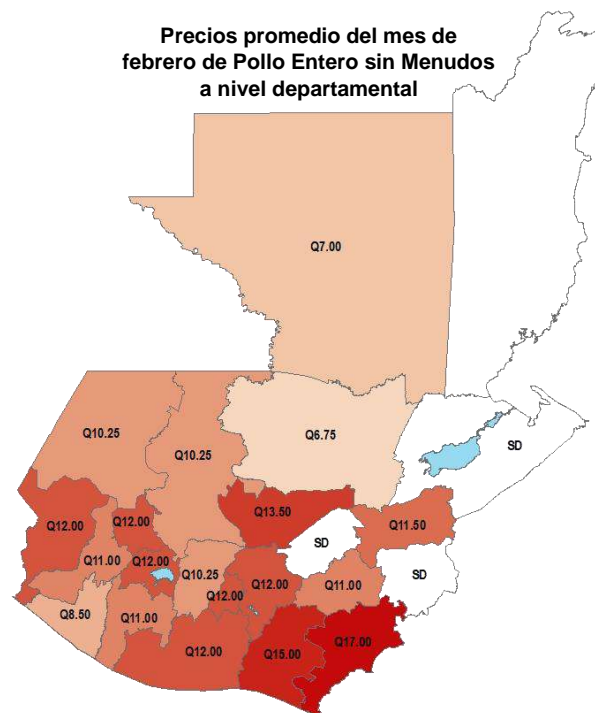 Precios promedio del mes de
febrero de Pollo Entero sin Menudos
a nivel departamental
Q7.00
Q10.25
Q10.25
Q6.75
SD
Q13.50
Q12.00
Q12.00
Q11.50
Q11.00
Q12.00
SD
Q10.25
Q12.00
Q12.00
Q11.00
SD
Q8.50
Q11.00
Q12.00
Q15.00
Q17.00